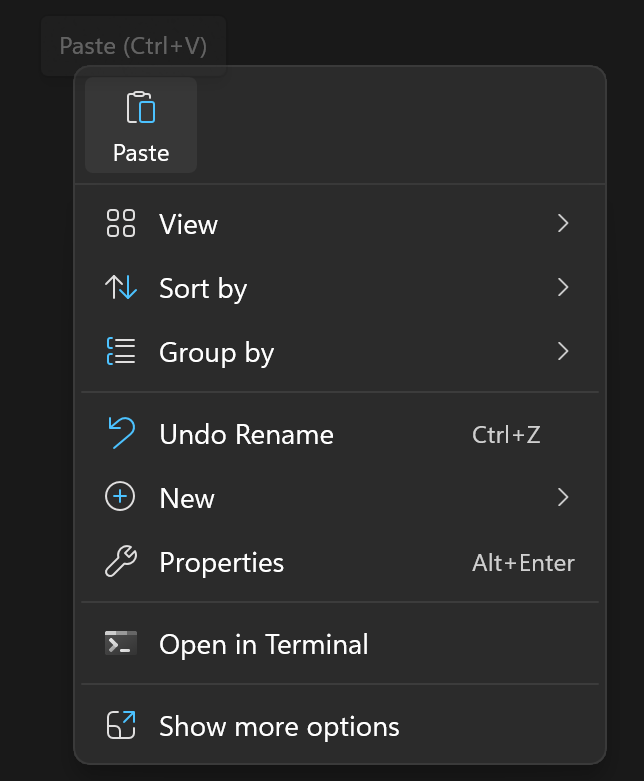 Paste (Ctrl+V)
Paste
View
Sort by
Group by
Undo Rename Ctrl+Z
New
Properties Alt+Enter
Open in Terminal
Show more options